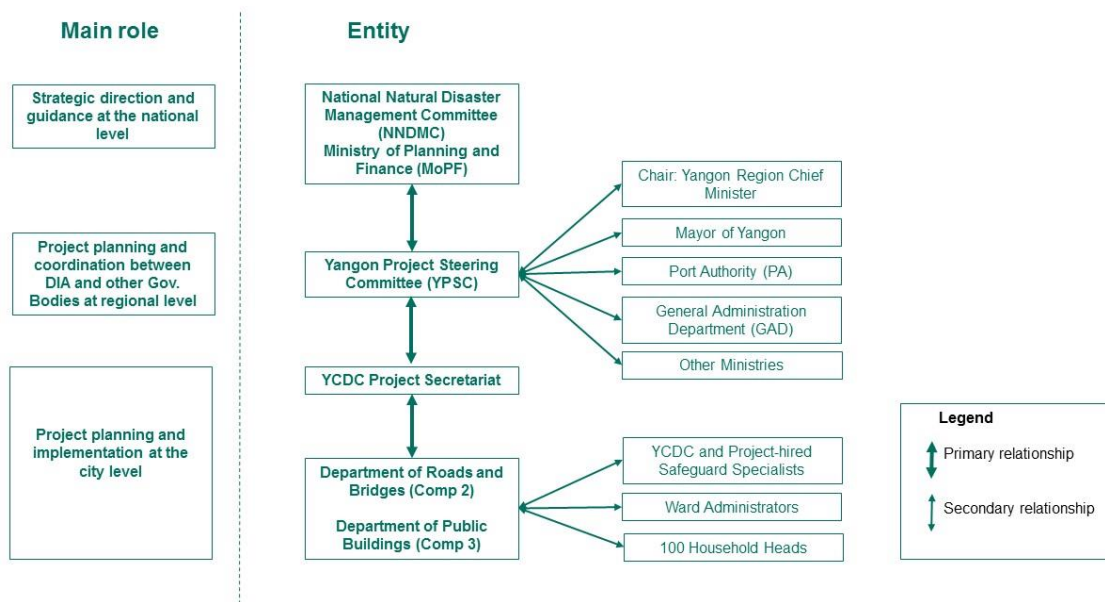 Main role
Entity
Strategic direction and
guidance at the national
level
National Natural Disaster
Management Committee
(NNDMC)
Ministry of Planning and
Finance (MoPF)
Chair: Yangon Region Chief
Minister
Mayor of Yangon
Port Authority (PA)
General Administration
Department (GAD)
Other Ministries
Project planning and
coordination between
DIA and other Gov.
Bodies at regional level
Yangon Project Steering
Committee (YPSC)
YCDC Project Secretariat
Project planning and
implementation at the
city level
Department of Roads and
Bridges (Comp 2)
Department of Public
Buildings (Comp 3)
YCDC and Project-hired
Safeguard Specialists
Ward Administrators
100 Household Heads
Legend
Primary relationship
Secondary relationship